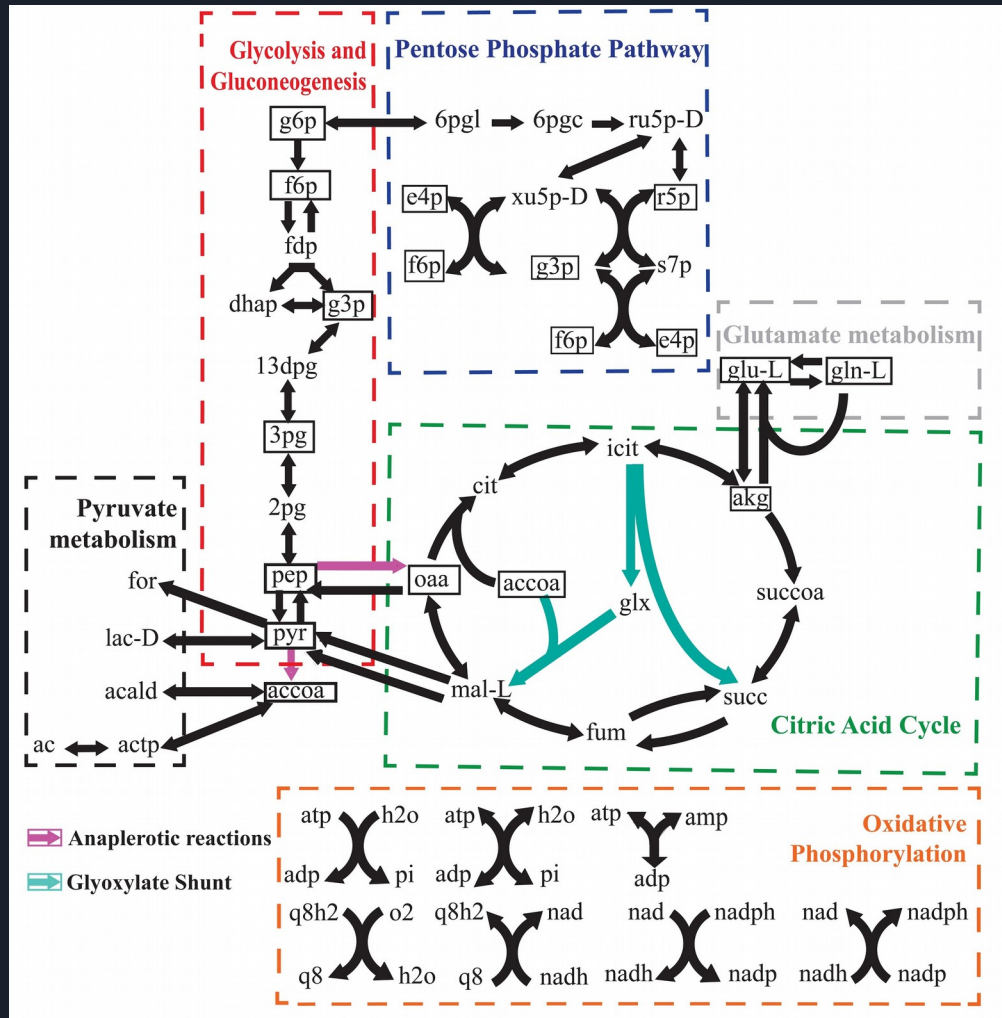 Glycolysis and
Gluconeogenesis
Pentose Phosphate Pathway
g6p
6pgl
6pgc
ru5p-D
f6p
e4p
xu5p-D
r5p
fdp
f6p
g3p
s7p
dhap
g3p
f6p
e4p
Glutamate metabolism
13dpg
glu-L
gln-L
3pg
icit
cit
akg
2pg
Pyruvate
metabolism
for
pep
oaa
accoa
glx
succoa
lac-D
pyr
acald
accoa
mal-L
succ
fum
Citric Acid Cycle
ac
actp
Anaplerotic reactions
Glyoxylate Shunt
Oxidative
Phosphorylation
atp
h2o
atp
h2o
atp
amp
adp
pi
adp
pi
adp
q8h2
o2
q8h2
nad
nad
nadph
nad
nadph
q8
h2o
q8
nadh
nadh
nadp
nadh
nadp